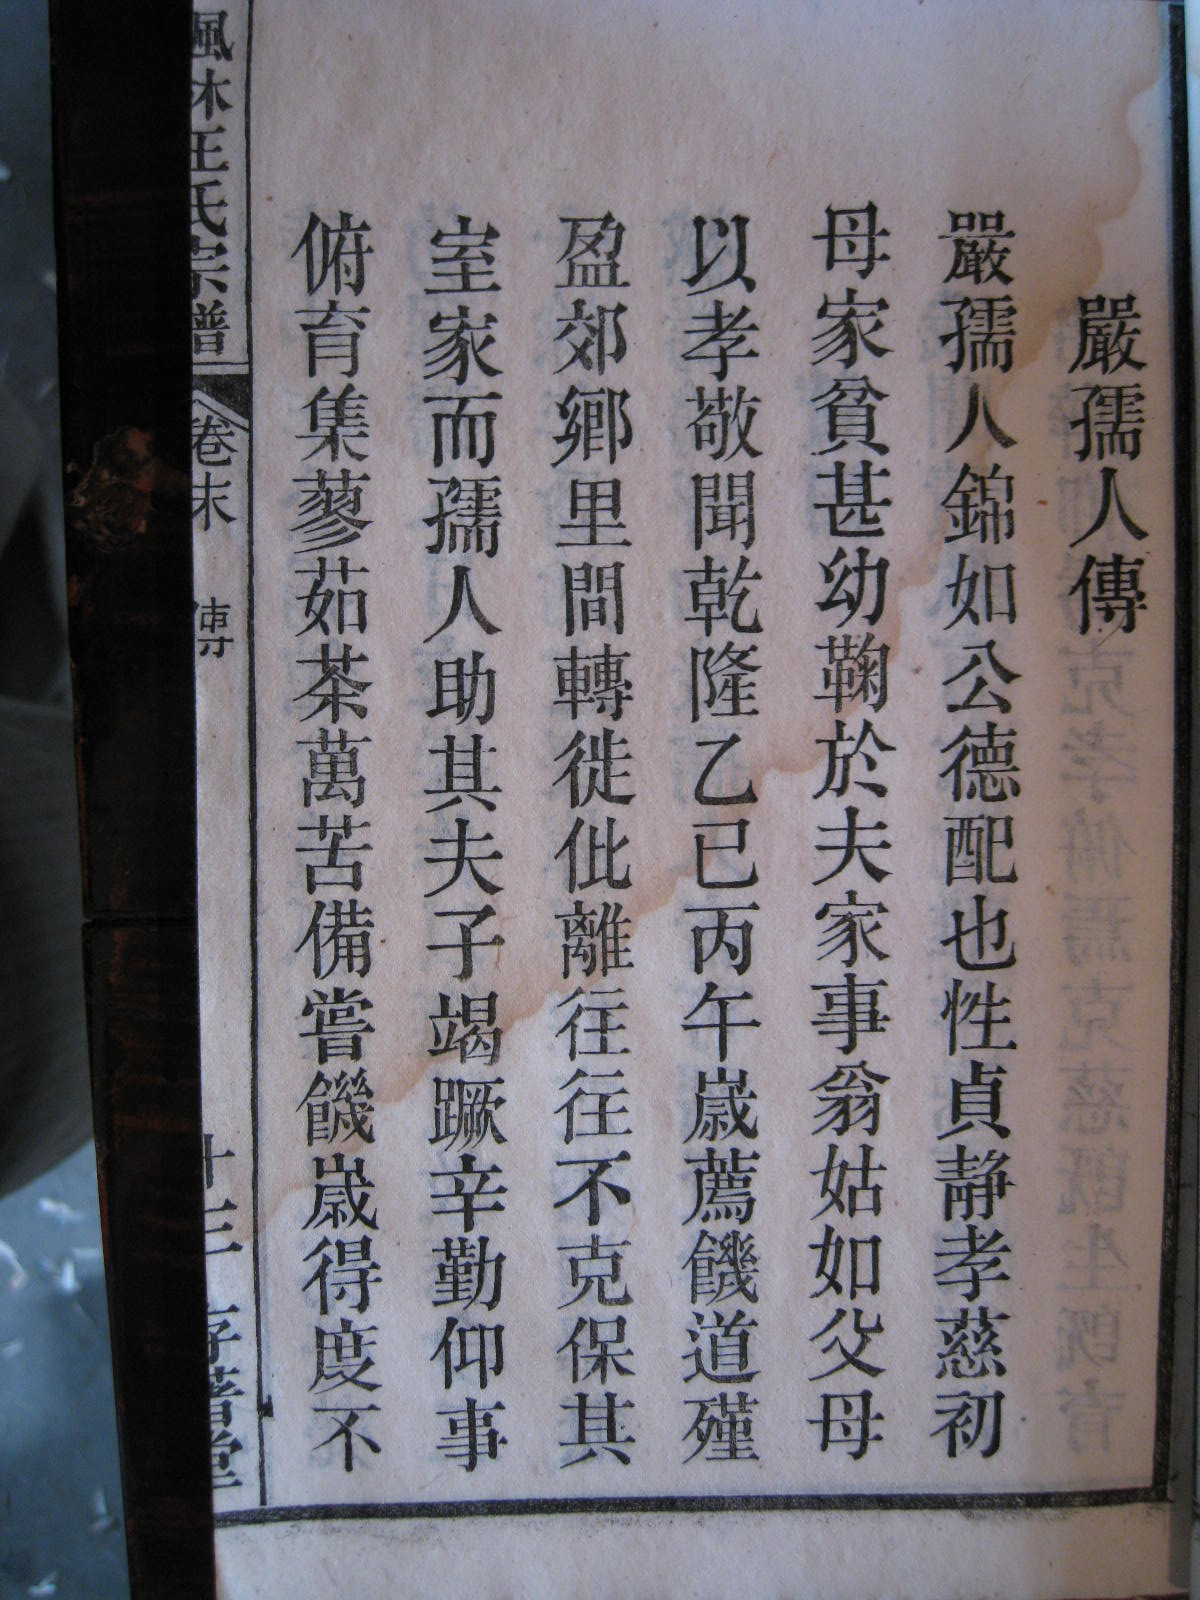 嚴孺人傳
嚴孺人錦如公德配也性貞静孝慈初
母家貧甚幼鞠於夫家事翁姑如父母
以孝敬聞乾隆乙巳丙午歲薦饑道殣
盈郊鄉里間轉徙仳離往往不克保其
室家而孺人助其夫子竭蹶辛勤仰事
俯育集蓼茹荼萬苦備嘗饑歲得度不
楓林王氏宗譜
卷末
傳
十三